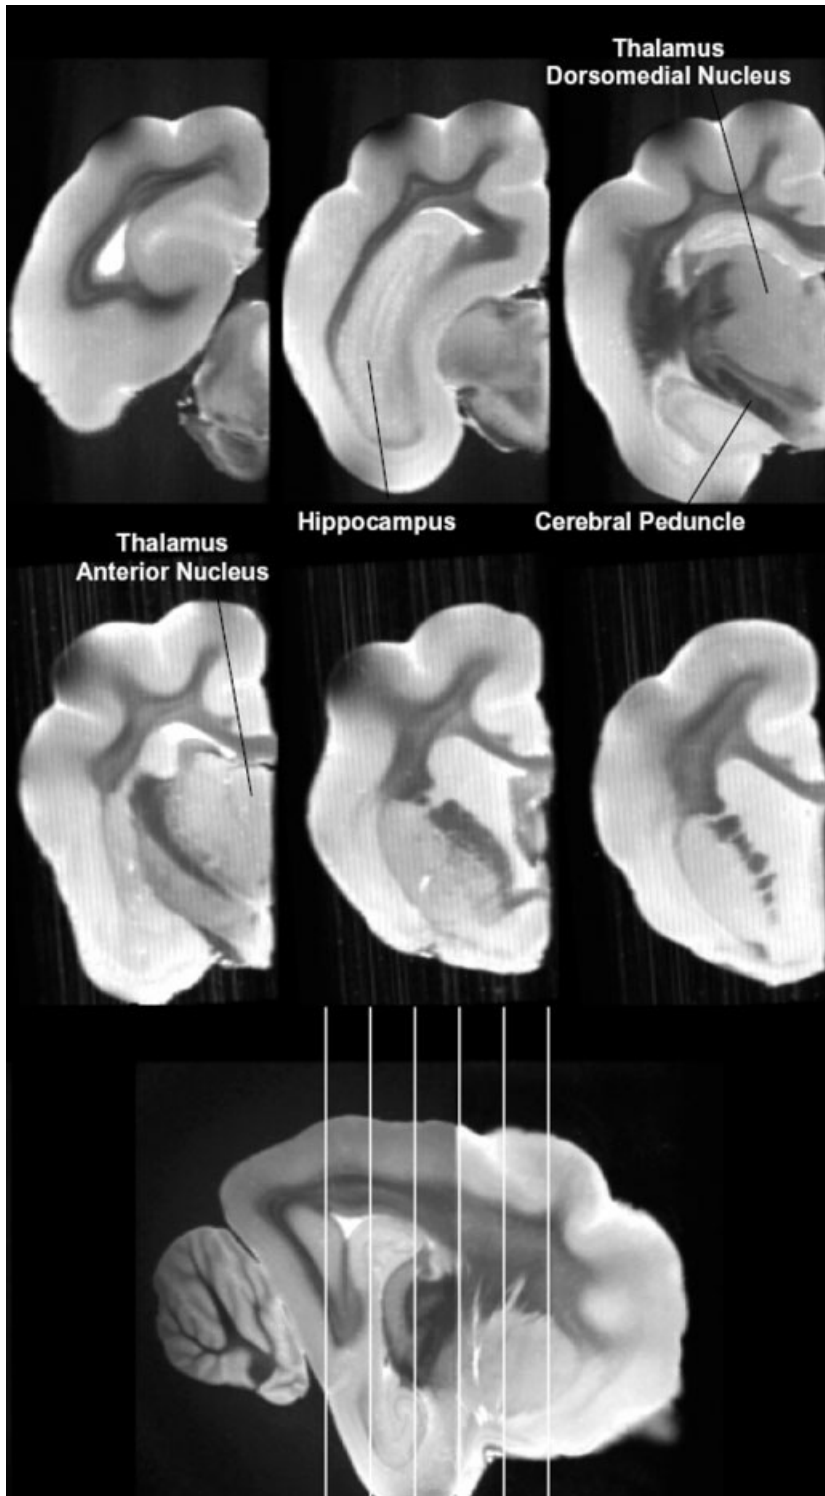 Thalamus
Dorsomedial Nucleus
Hippocampus
Cerebral Peduncle
Thalamus
Anterior Nucleus